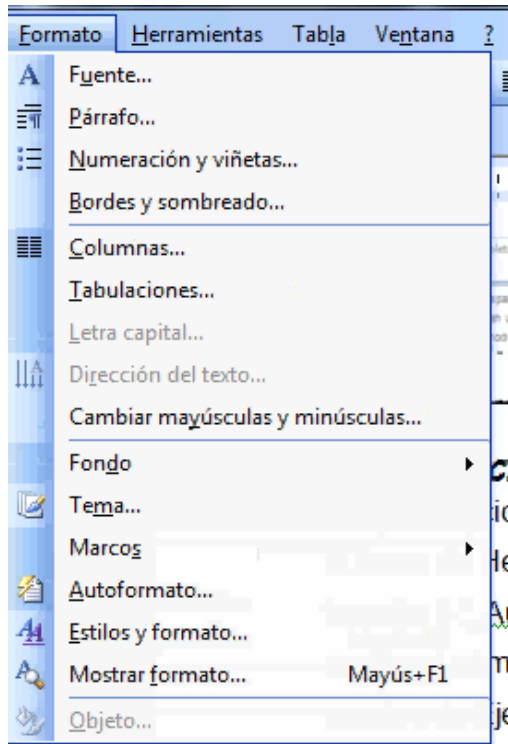 Formato Herramientas Tabla Ventana ?
Fuente...
Párrafo...
Numeración y viñetas...
Bordes y sombreado...
Columnas...
Tabulaciones...
Letra capital...
Dirección del texto...
Cambiar mayúsculas y minúsculas...
Fondo
Tema...
Marcos
Autoformato...
Estilos y formato...
Mostrar formato... Mayús+F1
Objeto...